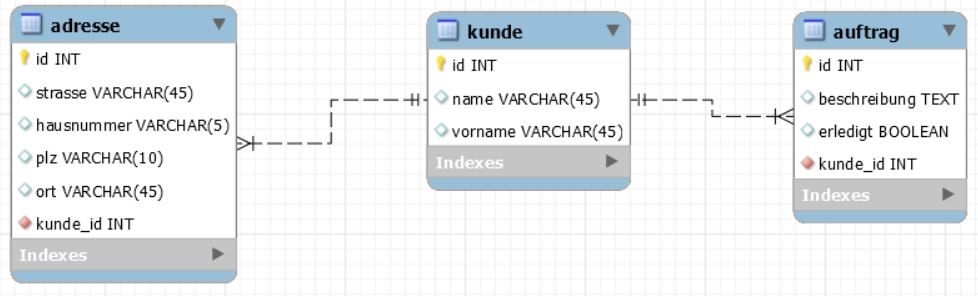 adresse
id INT
strasse VARCHAR(45)
hausnummer VARCHAR(5)
plz VARCHAR(10)
ort VARCHAR(45)
kunde_id INT
Indexes
kunde
id INT
name VARCHAR(45)
vorname VARCHAR(45)
Indexes
auftrag
id INT
beschreibung TEXT
erledigt BOOLEAN
kunde_id INT
Indexes